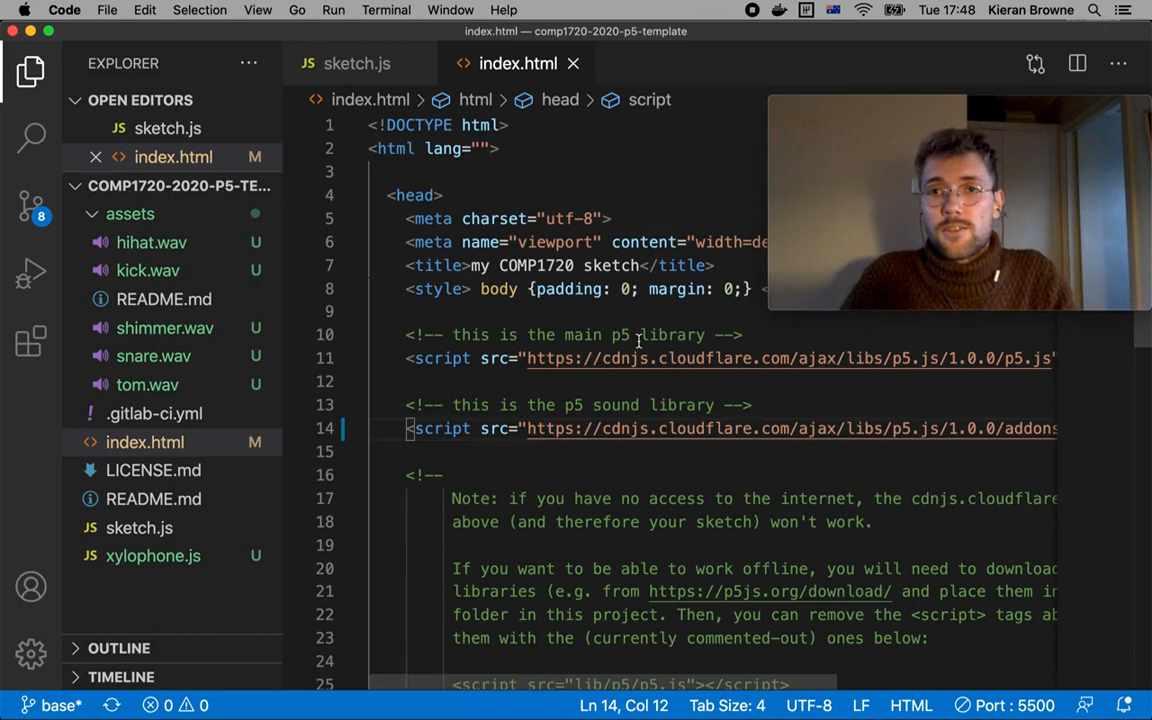 Code File Edit Selection View Go Run Terminal Window Help Tue 17:48 Kieran Browne
index.html — comp1720-2020-p5-template
EXPLORER
JS sketch.js
<> index.html
OPEN EDITORS
JS sketch.js
<> index.html M
COMP1720-2020-P5-TE...
assets
hihat.wav U
kick.wav U
README.md
shimmer.wav U
snare.wav U
tom.wav U
.gitlab-ci.yml
<> index.html M
LICENSE.md
README.md
JS sketch.js
JS xylophone.js U
OUTLINE
TIMELINE
8
<> index.html > html > head > script
1 <!DOCTYPE html>
2 <html lang="">
3
4 <head>
5 <meta charset="utf-8">
6 <meta name="viewport" content="width=de
7 <title>my COMP1720 sketch</title>
8 <style> body {padding: 0; margin: 0;} <
9
10 <!-- this is the main p5 library -->
11 <script src="https://cdnjs.cloudflare.com/ajax/libs/p5.js/1.0.0/p5.js"
12
13 <!-- this is the p5 sound library -->
14 <script src="https://cdnjs.cloudflare.com/ajax/libs/p5.js/1.0.0/addons
15
16 <!--
17 Note: if you have no access to the internet, the cdnjs.cloudflare
18 above (and therefore your sketch) won't work.
19
20 If you want to be able to work offline, you will need to download
21 libraries (e.g. from https://p5js.org/download/ and place them in
22 folder in this project. Then, you can remove the <script> tags ab
23 them with the (currently commented-out) ones below:
24
25 <script src="lib/p5/p5.js"></script>
base* 0 0 Ln 14, Col 12 Tab Size: 4 UTF-8 LF HTML Port : 5500